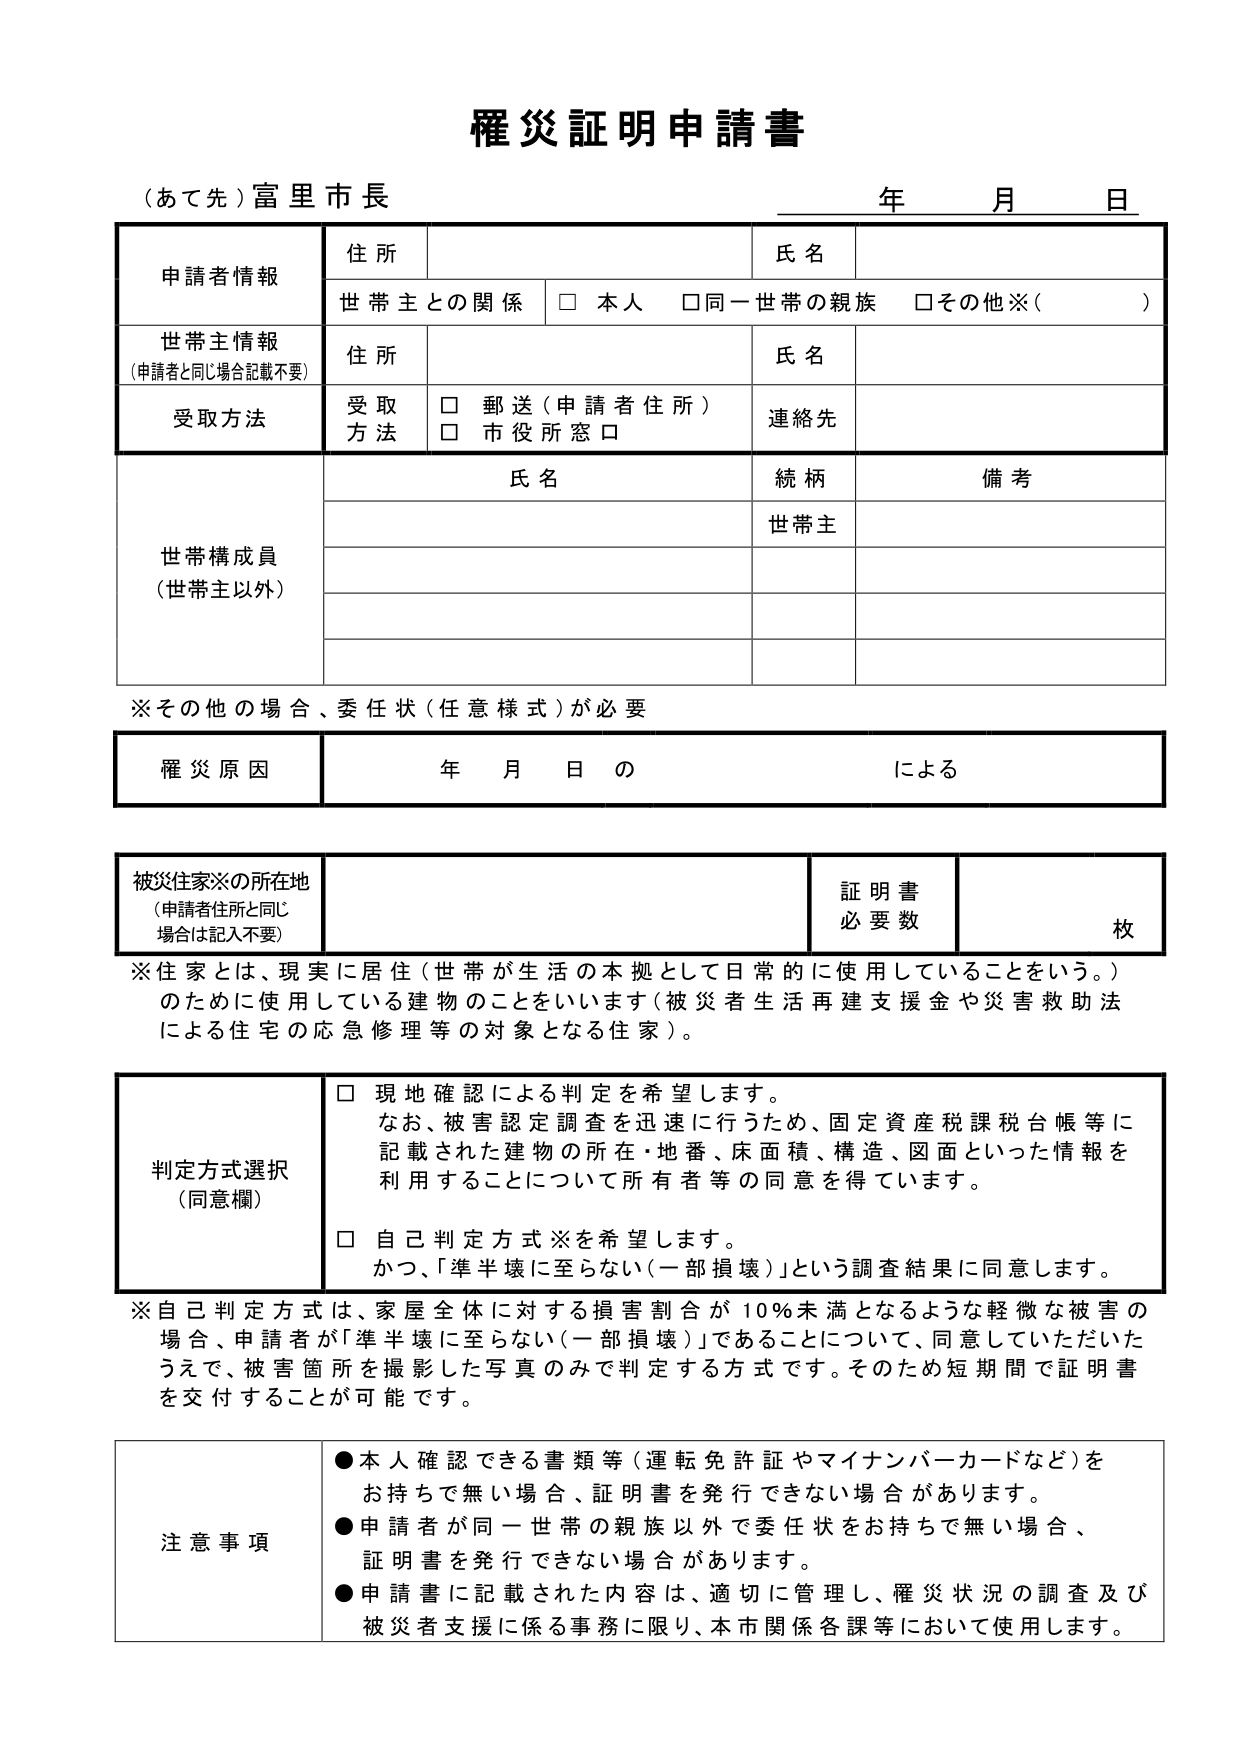 罹災証明申請書
（あて先）富里市長
年　月　日
申請者情報
住所
氏名
世帯主との関係
□ 本人　□同一世帯の親族　□その他※（　　　）
世帯主情報
（申請者と同じ場合記載不要）
住所
氏名
受取方法
受取
方法
□ 郵送（申請者住所）
□ 市役所窓口
連絡先
世帯構成員
（世帯主以外）
氏名
続柄
備考
世帯主
※その他の場合、委任状（任意様式）が必要
罹災原因
年　月　日　の　　　　による
被災住家※の所在地
（申請者住所と同じ
場合は記入不要）
証明書
必要数
枚
※住家とは、現実に居住（世帯が生活の本拠として日常的に使用していることをいう。）
のために使用している建物のことをいいます（被災者生活再建支援金や災害救助法
による住宅の応急修理等の対象となる住家）。
判定方式選択
（同意欄）
□ 現地確認による判定を希望します。
なお、被害認定調査を迅速に行うため、固定資産税課税台帳等に
記載された建物の所在・地番、床面積、構造、図面といった情報を
利用することについて所有者等の同意を得ています。
□ 自己判定方式※を希望します。
かつ、「準半壊に至らない（一部損壊）」という調査結果に同意します。
※自己判定方式は、家屋全体に対する損害割合が10％未満となるような軽微な被害の
場合、申請者が「準半壊に至らない（一部損壊）」であることについて、同意していただいた
うえで、被害箇所を撮影した写真のみで判定する方式です。そのため短期間で証明書
を交付することが可能です。
注意事項
●本人確認できる書類等（運転免許証やマイナンバーカードなど）を
お持ちで無い場合、証明書を発行できない場合があります。
●申請者が同一世帯の親族以外で委任状をお持ちで無い場合、
証明書を発行できない場合があります。
●申請書に記載された内容は、適切に管理し、罹災状況の調査及び
被災者支援に係る事務に限り、本市関係各課等において使用します。